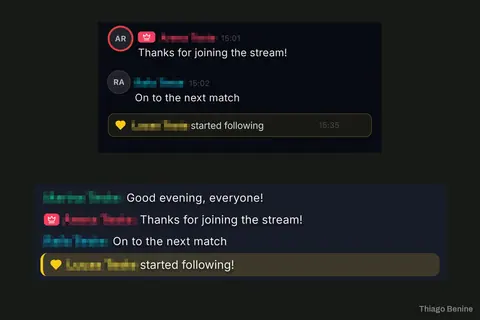 AR 15:01
Thanks for joining the stream!
RA 15:02
On to the next match
started following 15:35
Good evening, everyone!
Thanks for joining the stream!
On to the next match
started following!
Thiago Benine